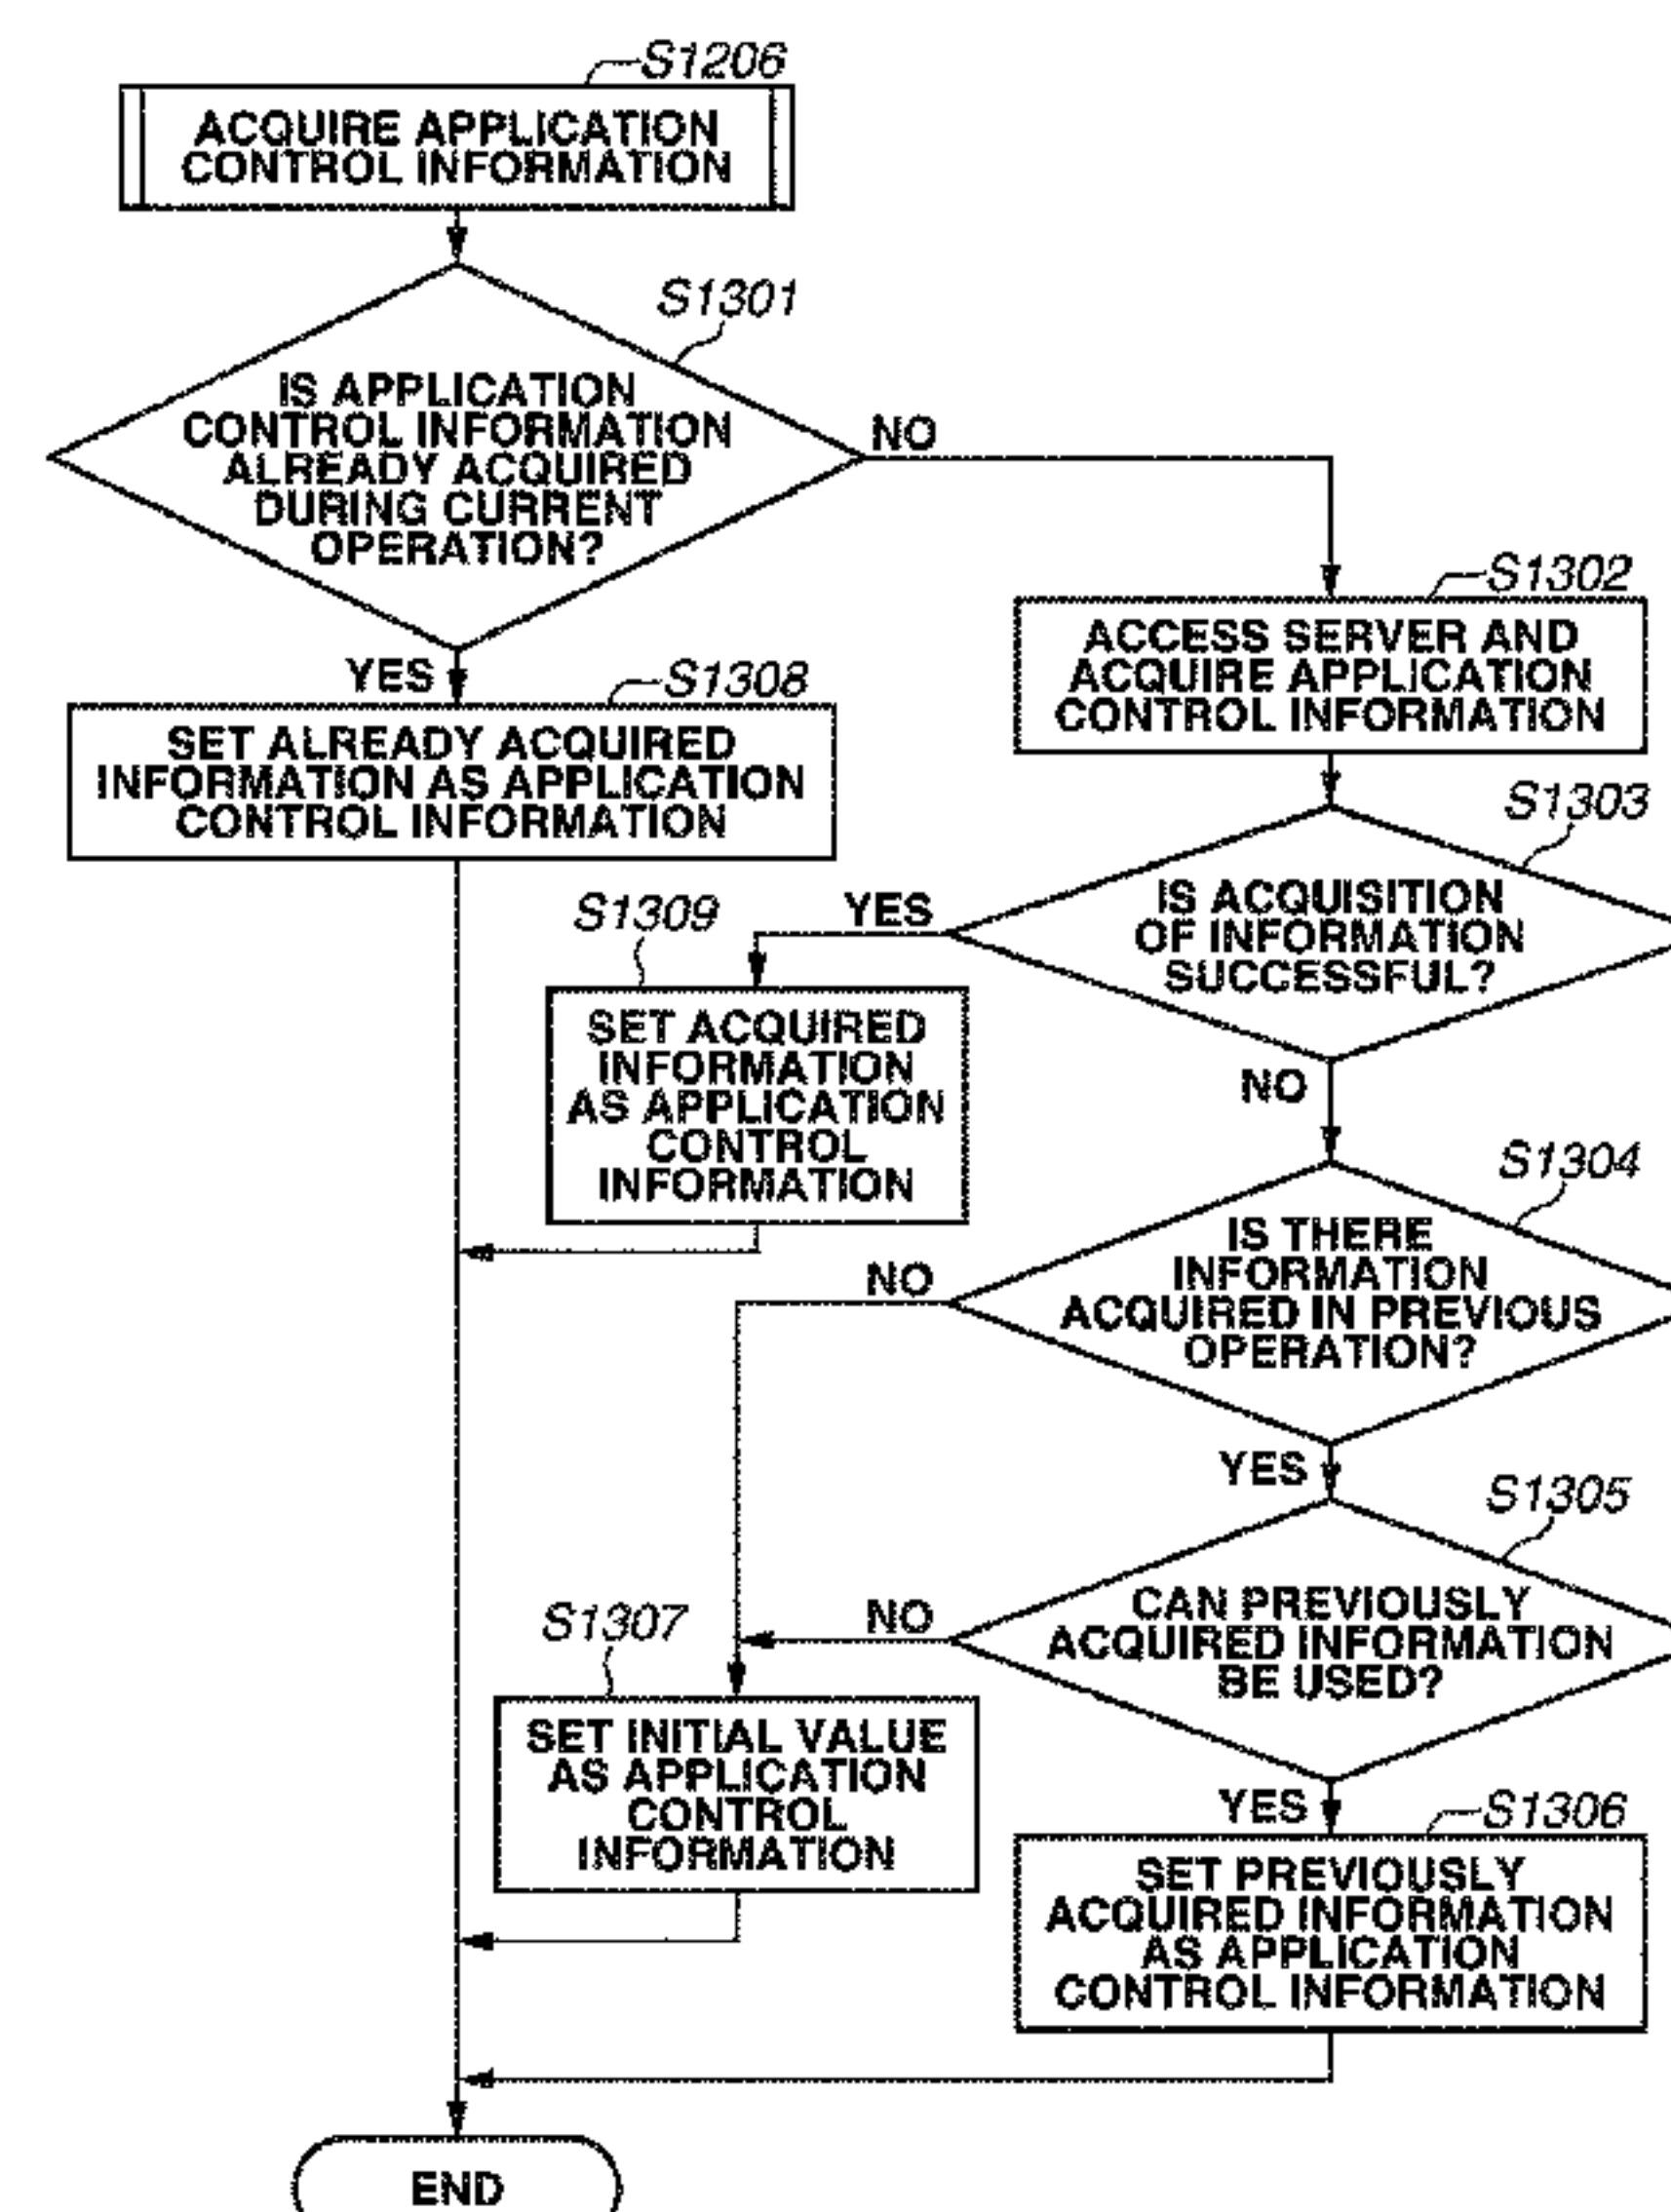 S1206
ACQUIRE APPLICATION
CONTROL INFORMATION
S1301
IS APPLICATION
CONTROL INFORMATION
ALREADY ACQUIRED
DURING CURRENT
OPERATION?
NO
YES
S1308
SET ALREADY ACQUIRED
INFORMATION AS APPLICATION
CONTROL INFORMATION
S1302
ACCESS SERVER AND
ACQUIRE APPLICATION
CONTROL INFORMATION
S1303
IS ACQUISITION
OF INFORMATION
SUCCESSFUL?
YES
S1309
SET ACQUIRED
INFORMATION
AS APPLICATION
CONTROL
INFORMATION
NO
S1304
IS THERE
INFORMATION
ACQUIRED IN PREVIOUS
OPERATION?
NO
YES
S1305
CAN PREVIOUSLY
ACQUIRED INFORMATION
BE USED?
NO
S1307
SET INITIAL VALUE
AS APPLICATION
CONTROL
INFORMATION
YES
S1306
SET PREVIOUSLY
ACQUIRED INFORMATION
AS APPLICATION
CONTROL INFORMATION
END